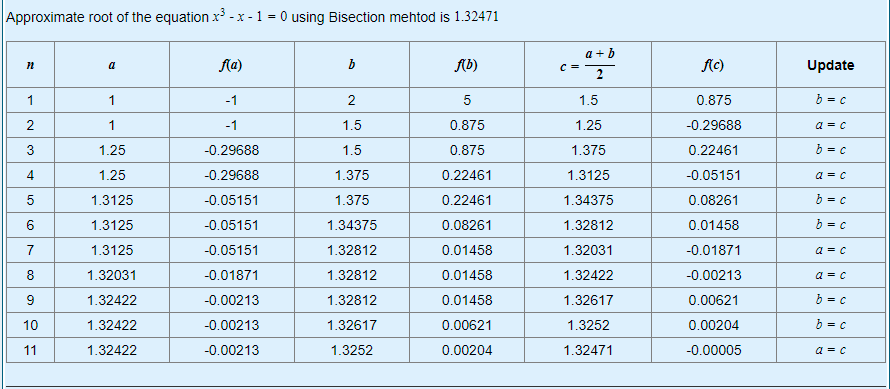 Approximate root of the equation x³ - x - 1 = 0 using Bisection mehtod is 1.32471
n a f(a) b f(b) c = (a + b)/2 f(c) Update
1 1 -1 2 5 1.5 0.875 b = c
2 1 -1 1.5 0.875 1.25 -0.29688 a = c
3 1.25 -0.29688 1.5 0.875 1.375 0.22461 b = c
4 1.25 -0.29688 1.375 0.22461 1.3125 -0.05151 a = c
5 1.3125 -0.05151 1.375 0.22461 1.34375 0.08261 b = c
6 1.3125 -0.05151 1.34375 0.08261 1.32812 0.01458 b = c
7 1.3125 -0.05151 1.32812 0.01458 1.32031 -0.01871 a = c
8 1.32031 -0.01871 1.32812 0.01458 1.32422 -0.00213 a = c
9 1.32422 -0.00213 1.32812 0.01458 1.32617 0.00621 b = c
10 1.32422 -0.00213 1.32617 0.00621 1.3252 0.00204 b = c
11 1.32422 -0.00213 1.3252 0.00204 1.32471 -0.00005 a = c